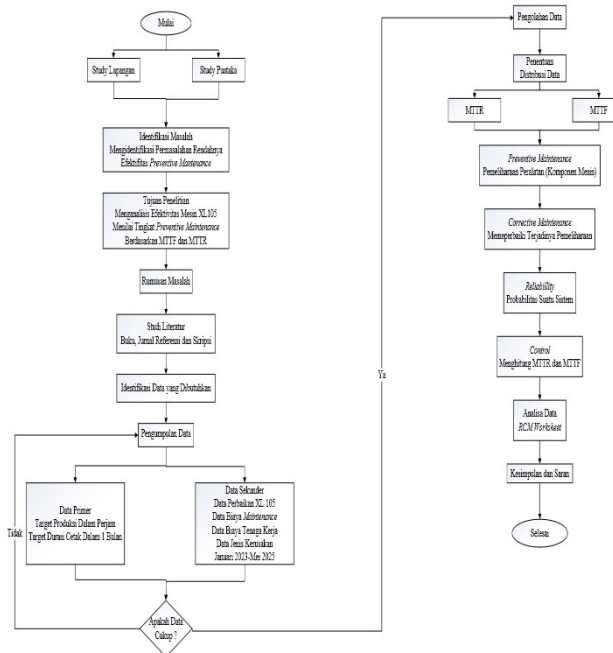 Mulai
Study Lapangan
Study Pustaka
Identifikasi Masalah
Mengidentifikasi Permasalahan Rendahnya
Efektifitas Preventive Mantenance
Tujuan Penelitian
Menganalisis Efektivitas Mesin XL105
Menilai Tingkat Preventive Maintenance
Berdasarkan MTTF dan MTTR
Rumusan Masalah
Studi Literatur
Buku, Jurnal Referensi dan Skripsi
Identifikasi Data yang Dibutuhkan
Pengumpulan Data
Data Primer
Target Produksi Dalam Perjam
Target Durasi Cetak Dalam 1 Bulan
Data Sekunder
Data Perbaikan XL 105
Data Biaya Maintenance
Data Biaya Tenaga Kerja
Data Jenis Kerusakan
Januari 2023-Mei 2025
Tidak
Apakah Data
Cukup ?
Ya
Pengolahan Data
Penentuan
Distribusi Data
MTTR
MTTF
Preventive Maintenance
Pemeliharaan Peralatan (Komponen Mesin)
Corrective Maintenance
Memeperbaiki Terjadinya Pemeliharaan
Reliability
Probabilitas Suatu Sistem
Control
Menghitung MTTR dan MTTF
Analisa Data
RCM Worksheet
Kesimpulan dan Saran
Selesai